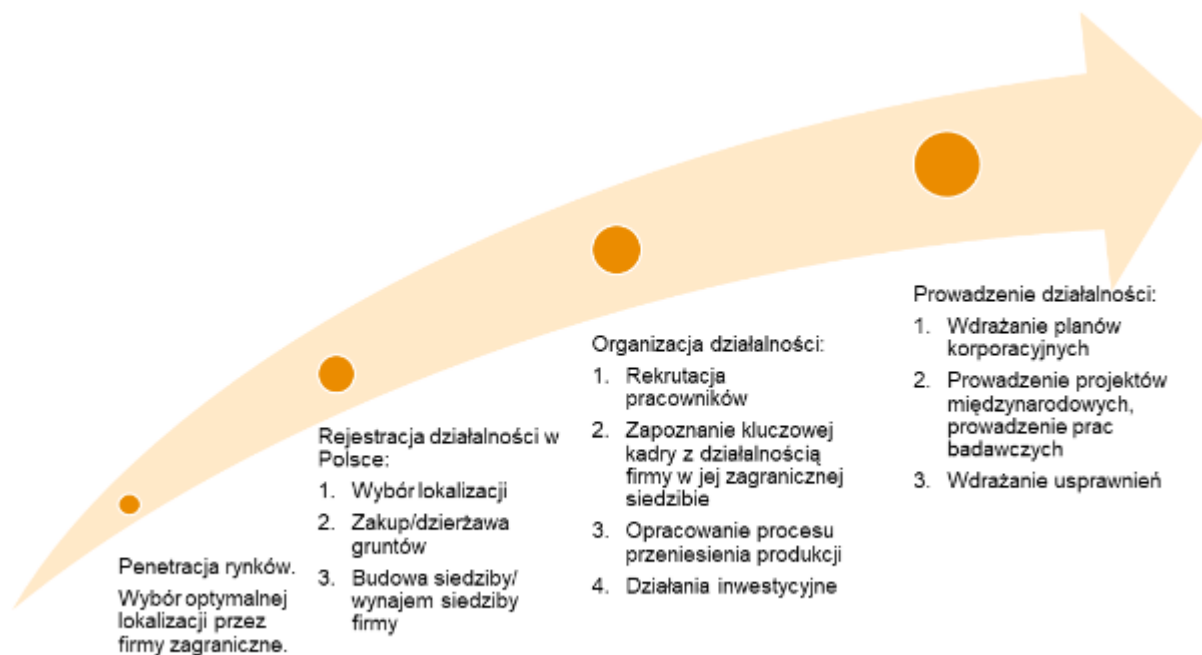 Penetracja rynków.
Wybór optymalnej
lokalizacji przez
firmy zagraniczne.
Rejestracja działalności w
Polsce:
1. Wybór lokalizacji
2. Zakup/dzierżawa
gruntów
3. Budowa siedziby/
wynajem siedziby
firmy
Organizacja działalności:
1. Rekrutacja
pracowników
2. Zapoznanie kluczowej
kadry z działalnością
firmy w jej zagranicznej
siedzibie
3. Opracowanie procesu
przeniesienia produkcji
4. Działania inwestycyjne
Prowadzenie działalności:
1. Wdrażanie planów
korporacyjnych
2. Prowadzenie projektów
międzynarodowych,
prowadzenie prac
badawczych
3. Wdrażanie usprawnień